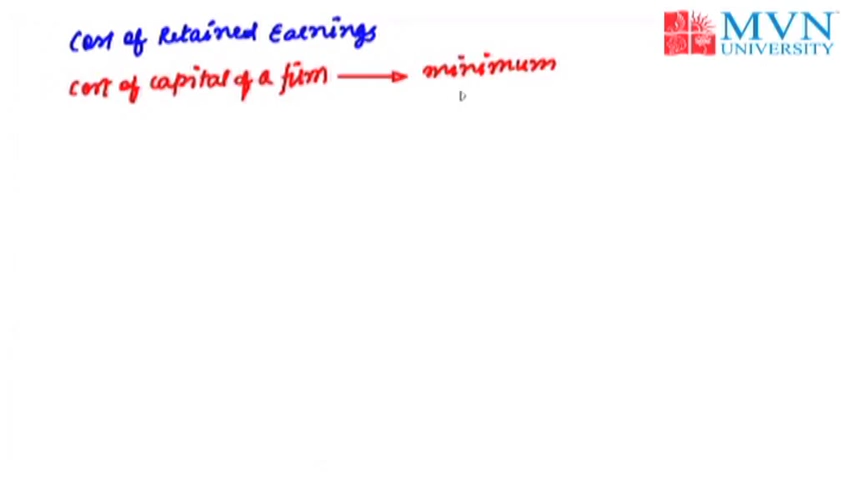 MVN
UNIVERSITY
Cost of Retained Earnings
cost of capital of a firm → minimum